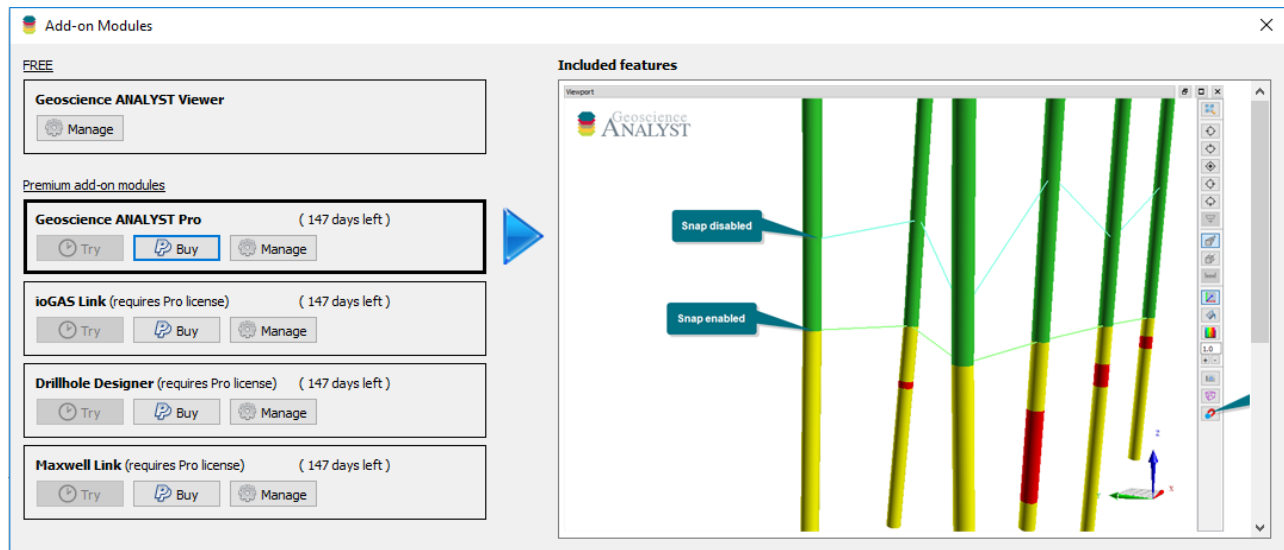 Add-on Modules
FREE
Geoscience ANALYST Viewer
Manage
Premium add-on modules
Geoscience ANALYST Pro ( 147 days left )
Try Buy Manage
ioGAS Link (requires Pro license) ( 147 days left )
Try Buy Manage
Drillhole Designer (requires Pro license) ( 147 days left )
Try Buy Manage
Maxwell Link (requires Pro license) ( 147 days left )
Try Buy Manage
Included features
Viewport
Geoscience
ANALYST
Snap disabled
Snap enabled
1.0
Z
Y
X